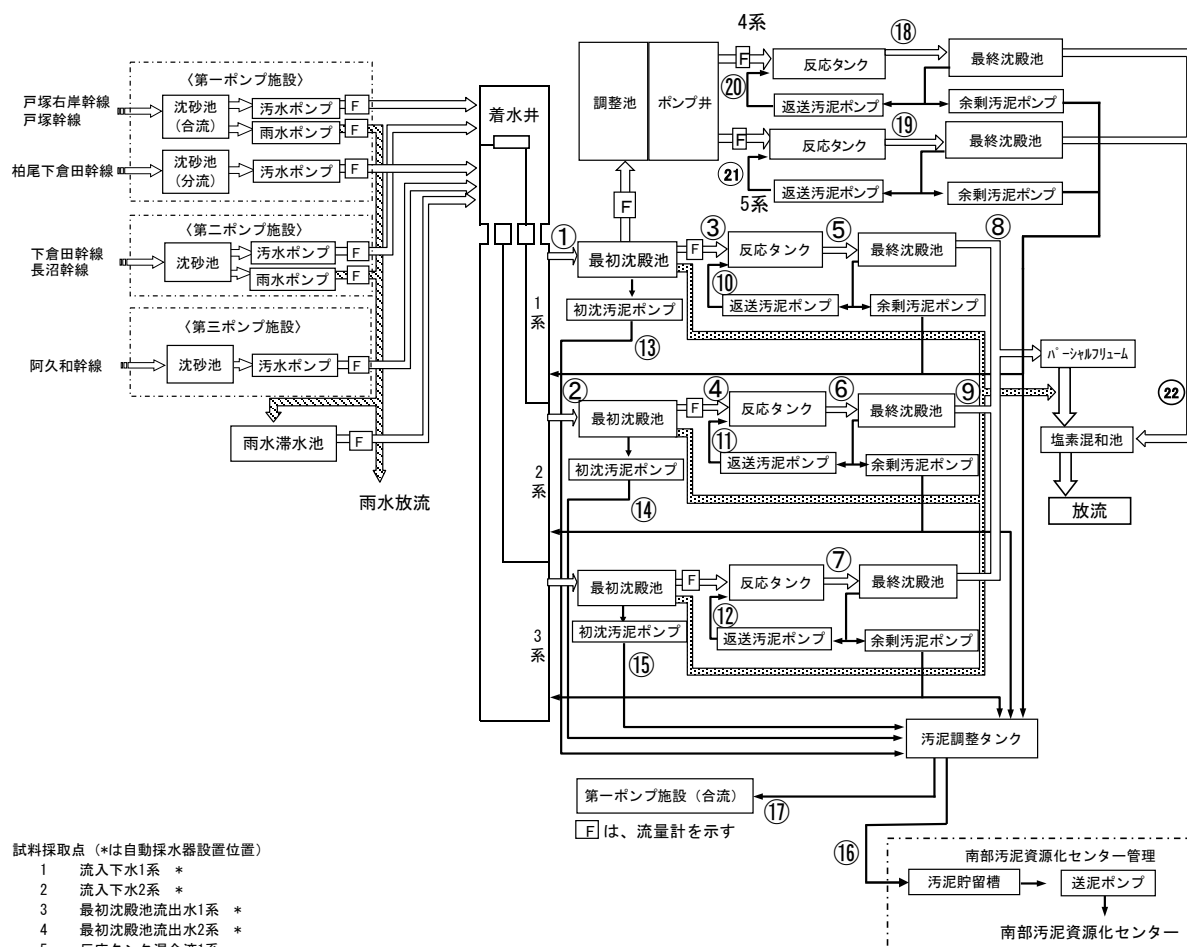 4系
⑱
調整池
ポンプ井
F
反応タンク
最終沈殿池
⑳
返送汚泥ポンプ
余剰汚泥ポンプ
F
⑲
反応タンク
最終沈殿池
㉑
返送汚泥ポンプ
余剰汚泥ポンプ
5系
F
〈第一ポンプ施設〉
戸塚右岸幹線
戸塚幹線
沈砂池
(合流)
汚水ポンプ
F
雨水ポンプ
F
柏尾下倉田幹線
沈砂池
(分流)
汚水ポンプ
F
〈第二ポンプ施設〉
下倉田幹線
長沼幹線
沈砂池
汚水ポンプ
F
雨水ポンプ
F
〈第三ポンプ施設〉
阿久和幹線
沈砂池
汚水ポンプ
F
雨水滞水池
F
雨水放流
着水井
1系
2系
3系
①
最初沈殿池
F
③
反応タンク
⑤
最終沈殿池
⑧
⑩
初沈汚泥ポンプ
返送汚泥ポンプ
余剰汚泥ポンプ
⑬
②
最初沈殿池
F
④
反応タンク
⑥
最終沈殿池
⑨
⑪
初沈汚泥ポンプ
返送汚泥ポンプ
余剰汚泥ポンプ
⑭
最初沈殿池
F
反応タンク
⑦
最終沈殿池
⑫
初沈汚泥ポンプ
返送汚泥ポンプ
余剰汚泥ポンプ
⑮
パーシャルフリューム
㉒
塩素混和池
放流
汚泥調整タンク
第一ポンプ施設(合流)
⑰
F は、流量計を示す
⑯
南部汚泥資源化センター管理
汚泥貯留槽
送泥ポンプ
南部汚泥資源化センター
試料採取点 (*は自動採水器設置位置)
1 流入下水1系 *
2 流入下水2系 *
3 最初沈殿池流出水1系 *
4 最初沈殿池流出水2系 *